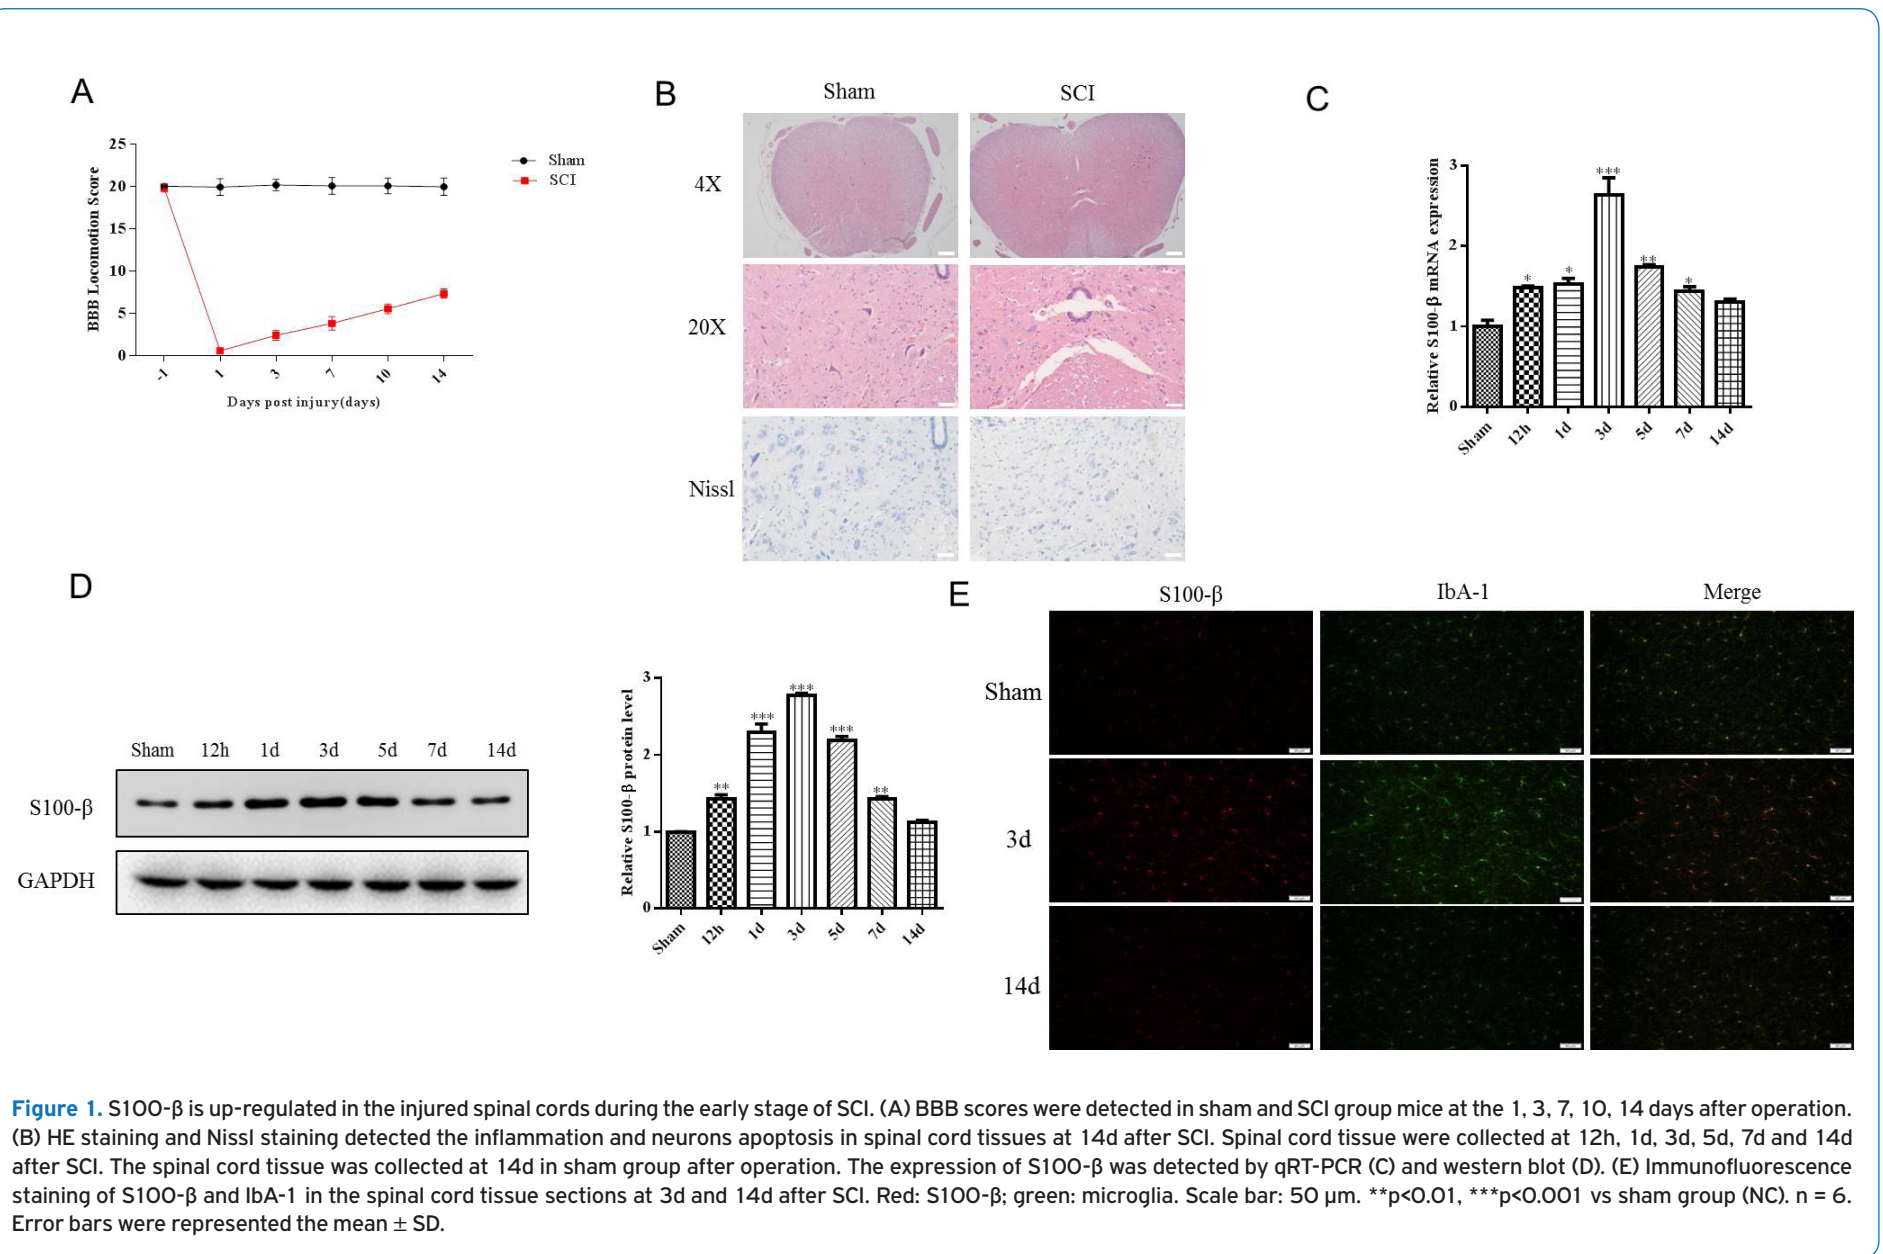 A
BBB Locomotion Score
25
20
15
10
5
0
-1
1
3
7
10
14
Days post injury(days)
Sham
SCI
B
Sham
SCI
4X
20X
Nissl
C
Relative S100-β mRNA expression
3
2
1
0
*
*
***
**
*
Sham
12h
1d
3d
5d
7d
14d
D
Sham 12h 1d 3d 5d 7d 14d
S100-β
GAPDH
Relative S100-β protein level
3
2
1
0
**
***
***
***
**
Sham
12h
1d
3d
5d
7d
14d
E
S100-β IbA-1 Merge
Sham
3d
14d
Figure 1. S100-β is up-regulated in the injured spinal cords during the early stage of SCI. (A) BBB scores were detected in sham and SCI group mice at the 1, 3, 7, 10, 14 days after operation.
(B) HE staining and Nissl staining detected the inflammation and neurons apoptosis in spinal cord tissues at 14d after SCI. Spinal cord tissue were collected at 12h, 1d, 3d, 5d, 7d and 14d
after SCI. The spinal cord tissue was collected at 14d in sham group after operation. The expression of S100-β was detected by qRT-PCR (C) and western blot (D). (E) Immunofluorescence
staining of S100-β and IbA-1 in the spinal cord tissue sections at 3d and 14d after SCI. Red: S100-β; green: microglia. Scale bar: 50 μm. **p<0.01, ***p<0.001 vs sham group (NC). n = 6.
Error bars were represented the mean ± SD.